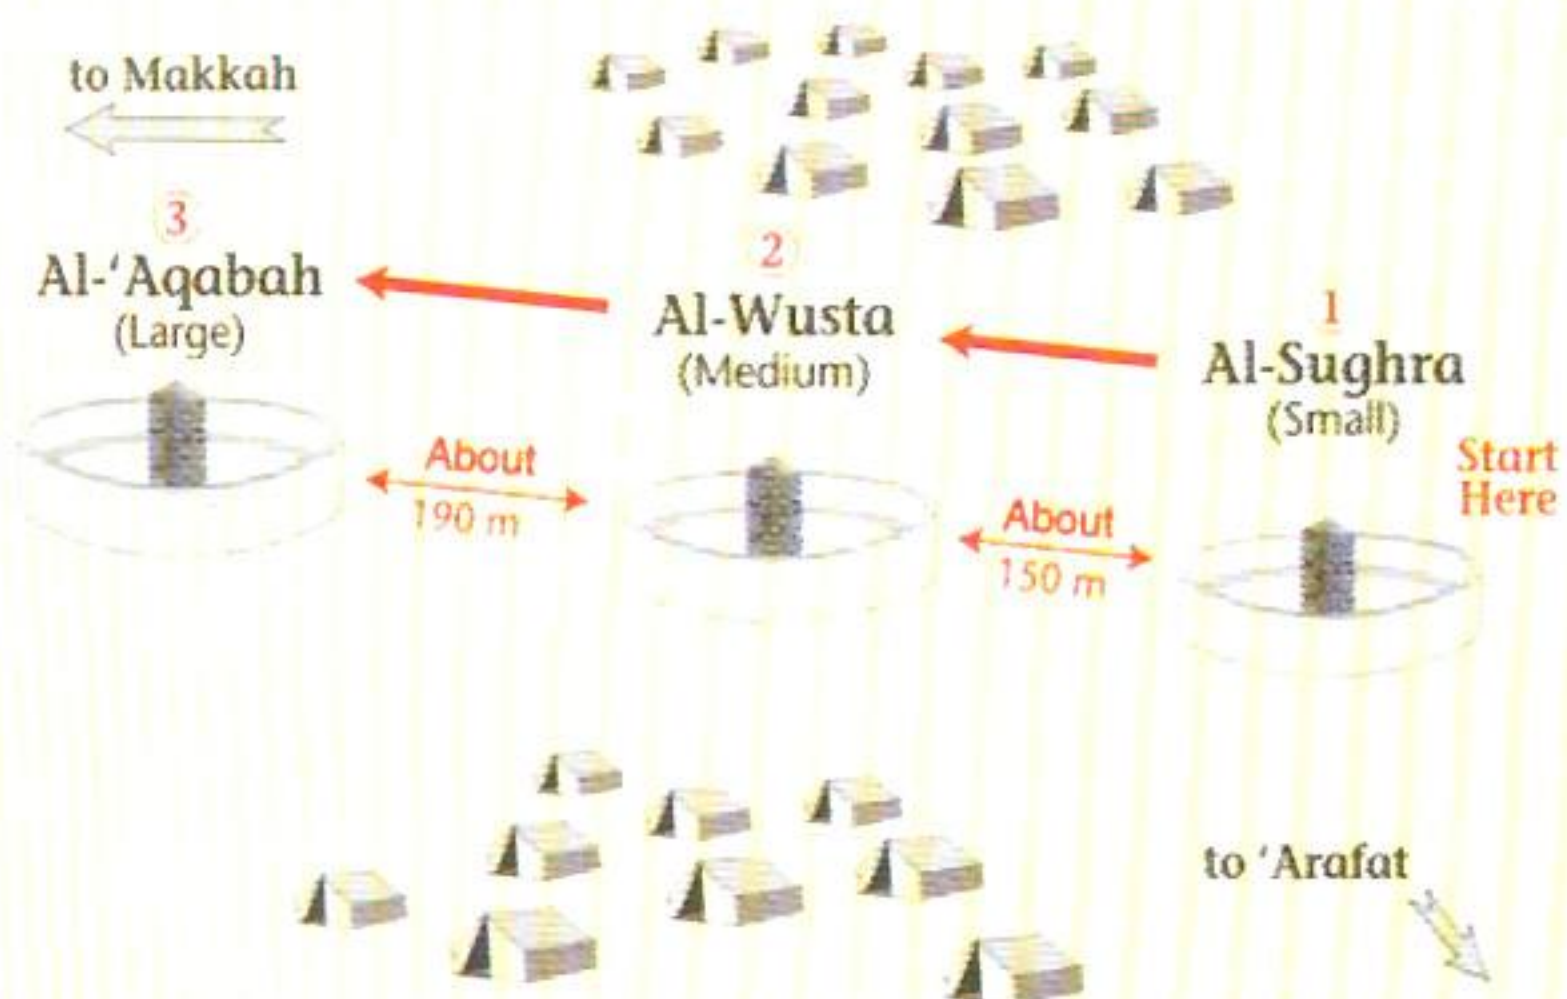 to Makkah
3
Al-‘Aqabah
(Large)
2
Al-Wusta
(Medium)
1
Al-Sughra
(Small)
Start
Here
About
190 m
About
150 m
to ‘Arafat